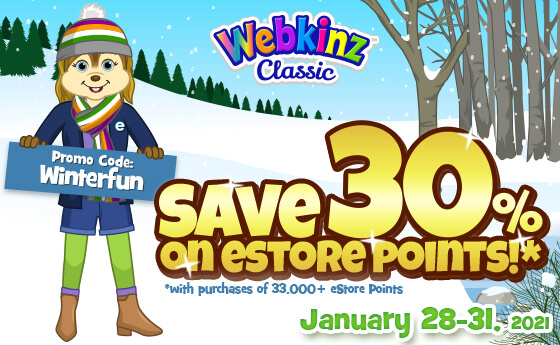 Webkinz™
Classic
Promo Code:
Winterfun
e
SAVE 30%
ON ESTORE POINTS!*
*with purchases of 33,000+ eStore Points
January 28-31, 2021